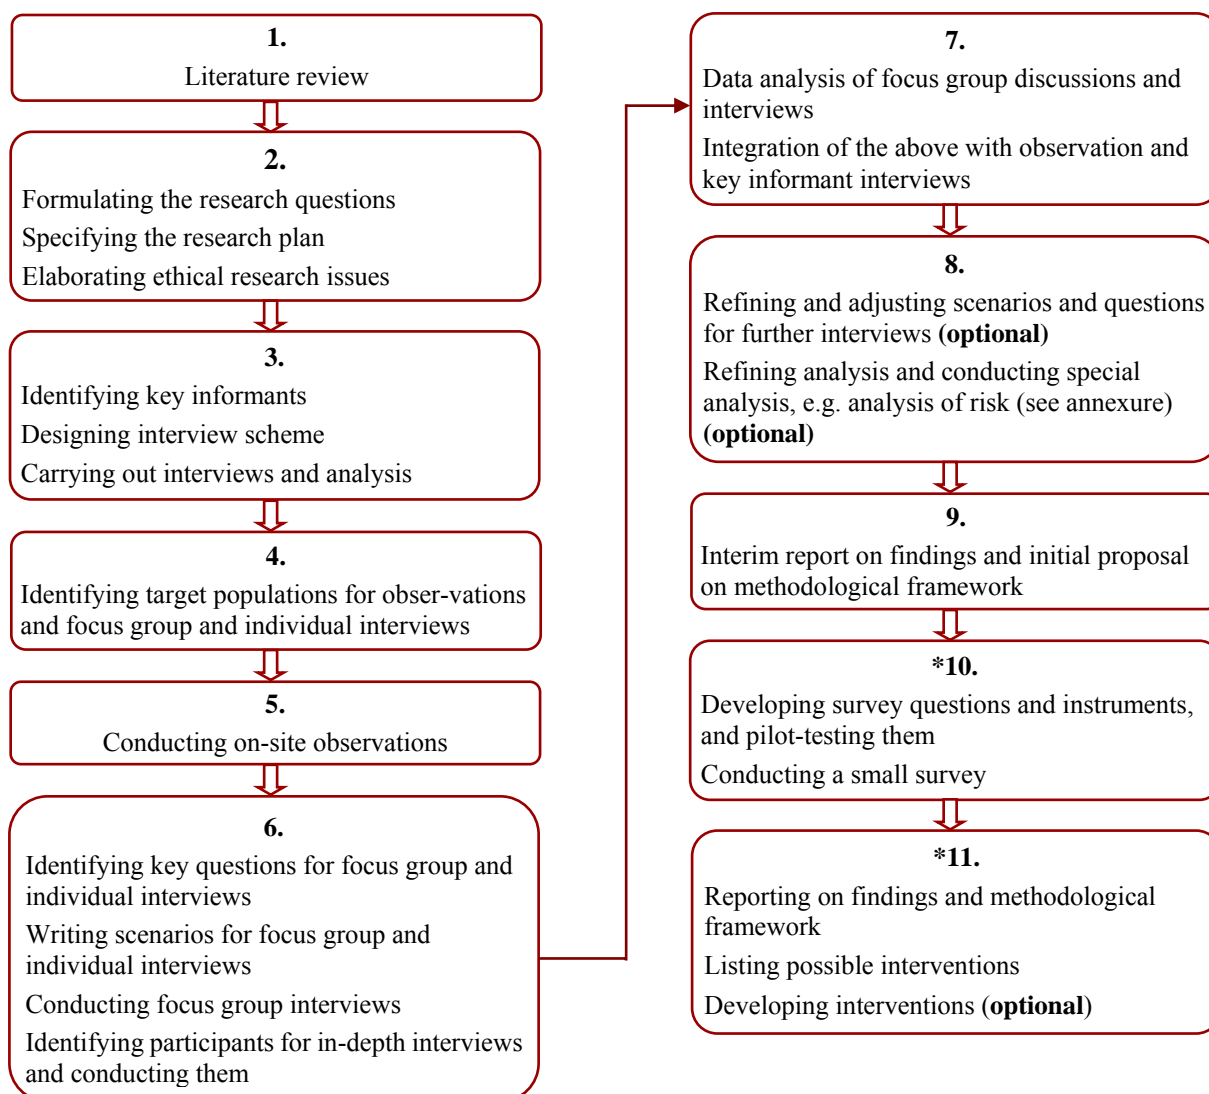 1.
Literature review
2.
Formulating the research questions
Specifying the research plan
Elaborating ethical research issues
3.
Identifying key informants
Designing interview scheme
Carrying out interviews and analysis
4.
Identifying target populations for obser-vations
and focus group and individual interviews
5.
Conducting on-site observations
6.
Identifying key questions for focus group and
individual interviews
Writing scenarios for focus group and
individual interviews
Conducting focus group interviews
Identifying participants for in-depth interviews
and conducting them
7.
Data analysis of focus group discussions and
interviews
Integration of the above with observation and
key informant interviews
8.
Refining and adjusting scenarios and questions
for further interviews (optional)
Refining analysis and conducting special
analysis, e.g. analysis of risk (see annexure)
(optional)
9.
Interim report on findings and initial proposal
on methodological framework
*10.
Developing survey questions and instruments,
and pilot-testing them
Conducting a small survey
*11.
Reporting on findings and methodological
framework
Listing possible interventions
Developing interventions (optional)